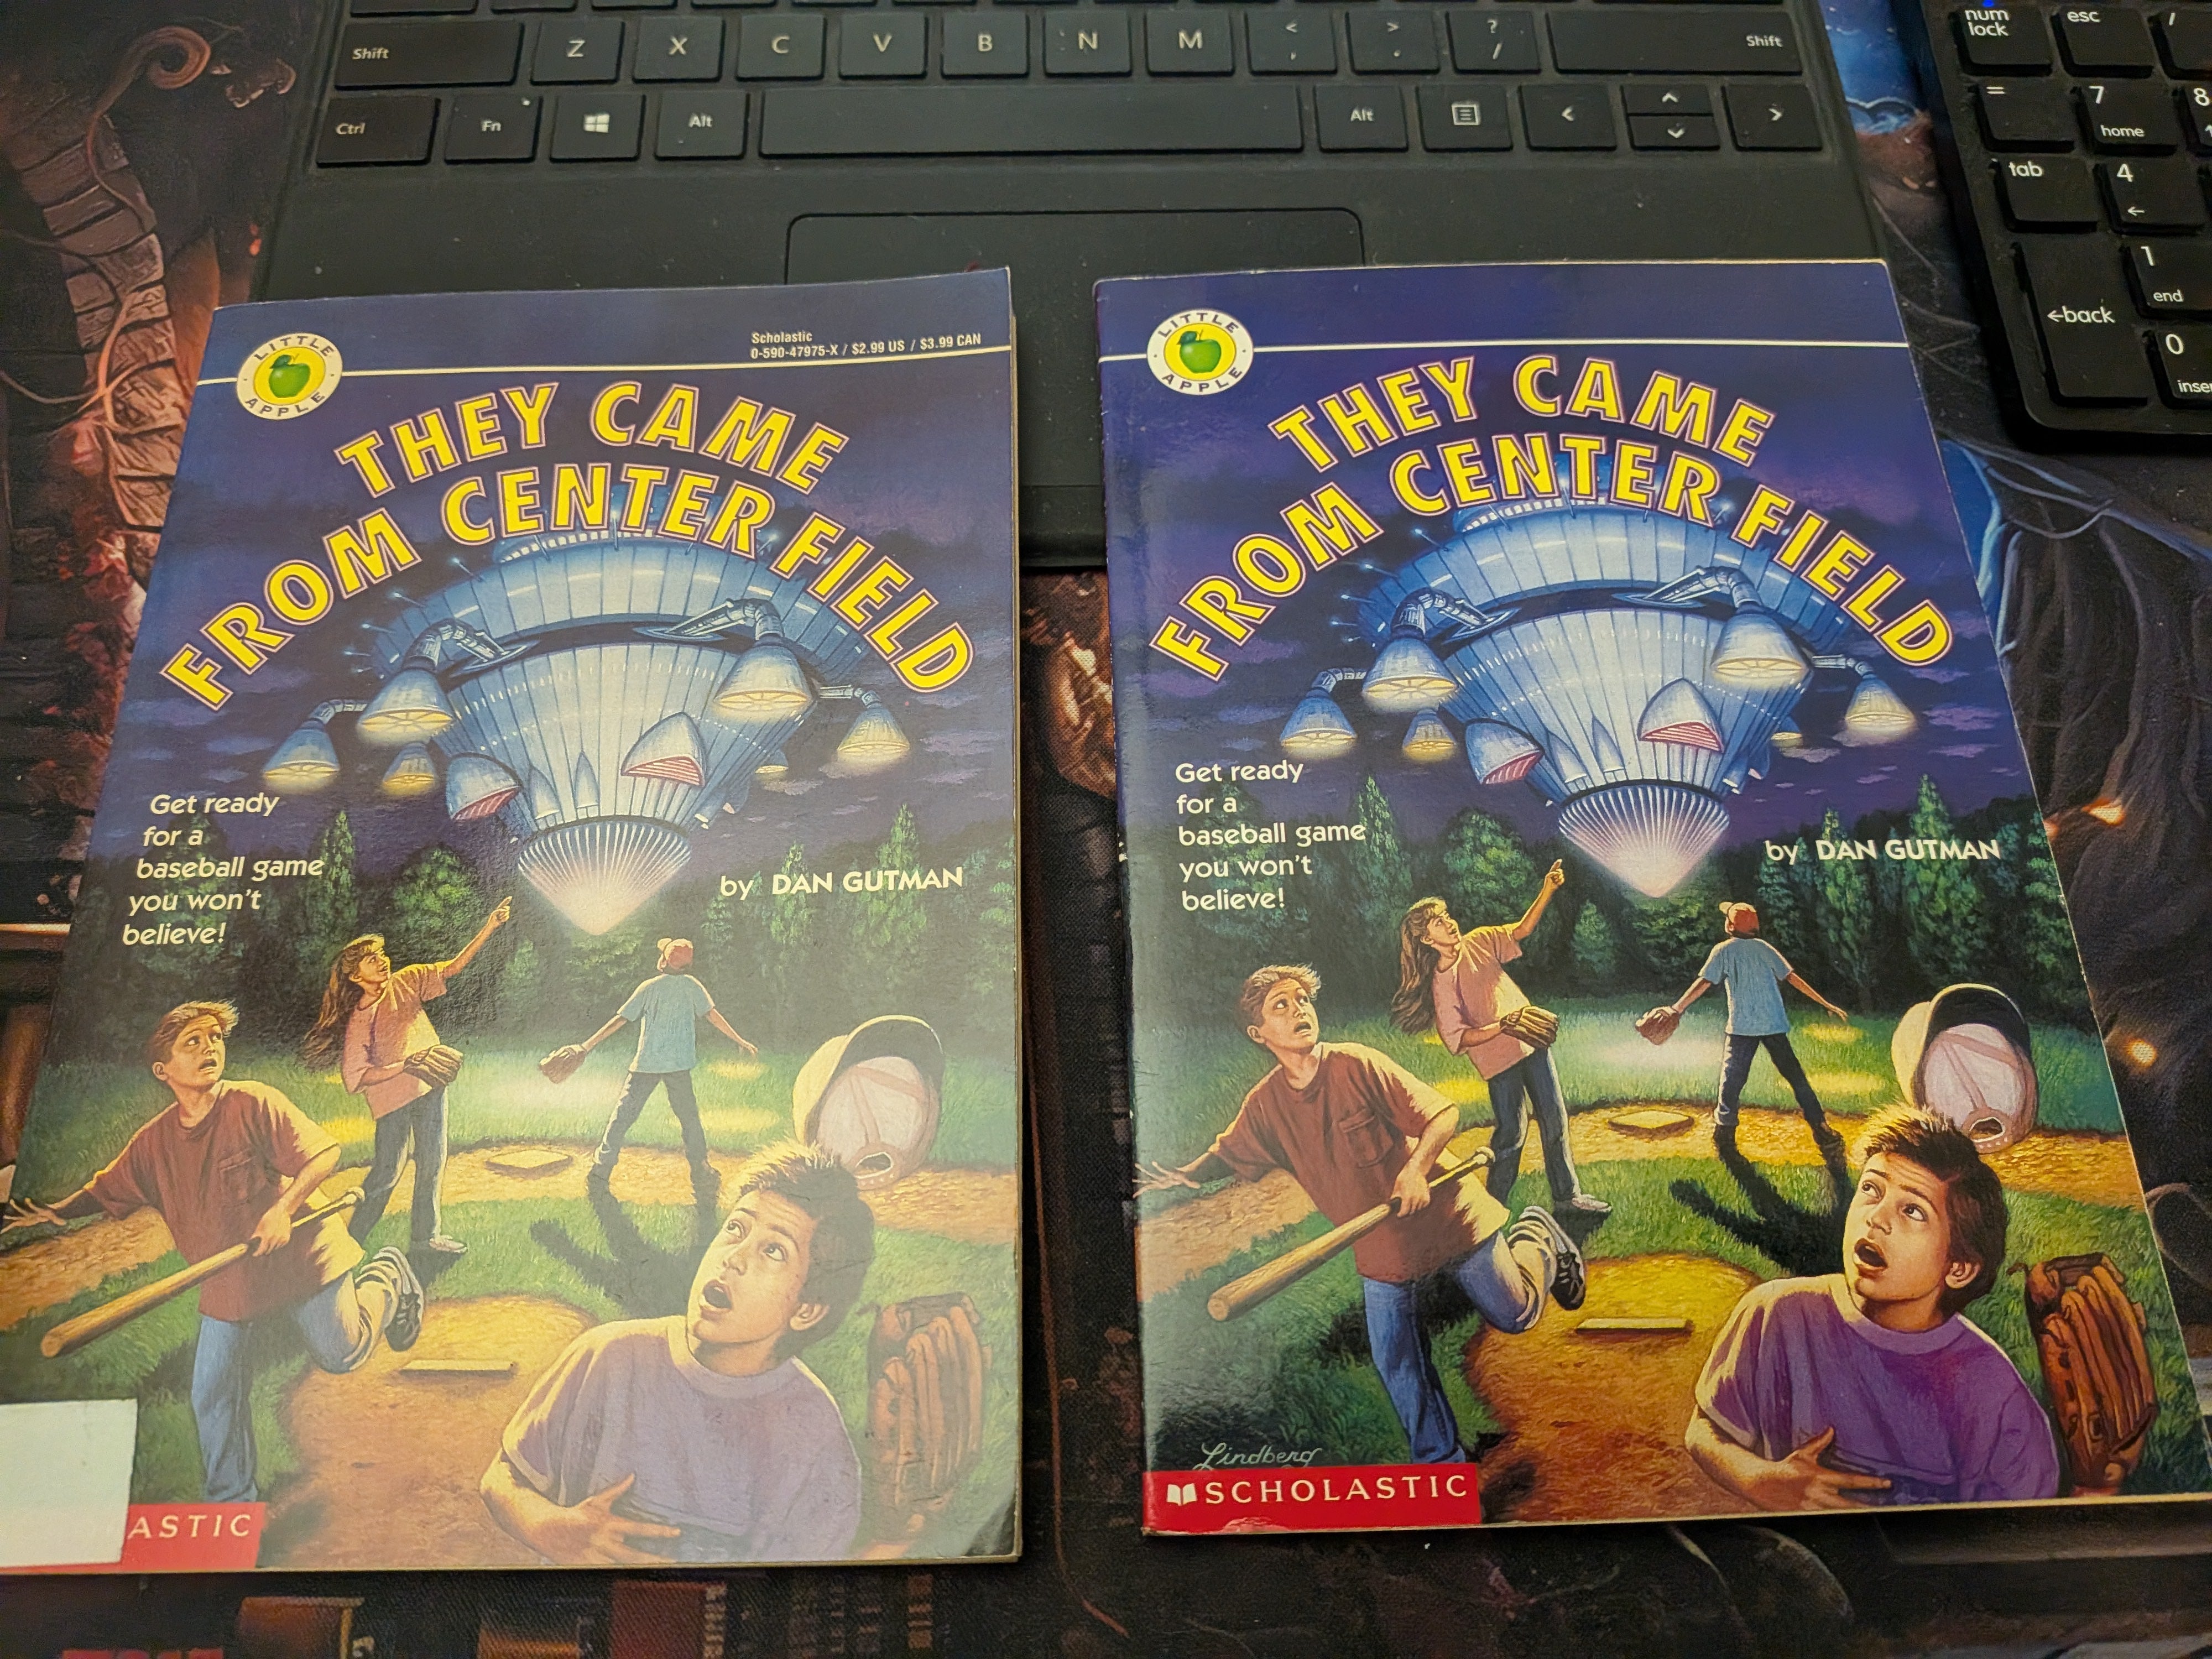 Shift Z X C V B N M < , > . ? / Shift
Ctrl Fn Alt Alt < ^ >
num lock esc /
= 7 home 8
tab 4 ←
←back 1 end
0
LITTLE APPLE
Scholastic
0-590-47975-X / $2.99 US / $3.99 CAN
THEY CAME
FROM CENTER FIELD
Get ready
for a
baseball game
you won't
believe!
by DAN GUTMAN
ASTIC
LITTLE APPLE
THEY CAME
FROM CENTER FIELD
Get ready
for a
baseball game
you won't
believe!
by DAN GUTMAN
Lindberg
SCHOLASTIC